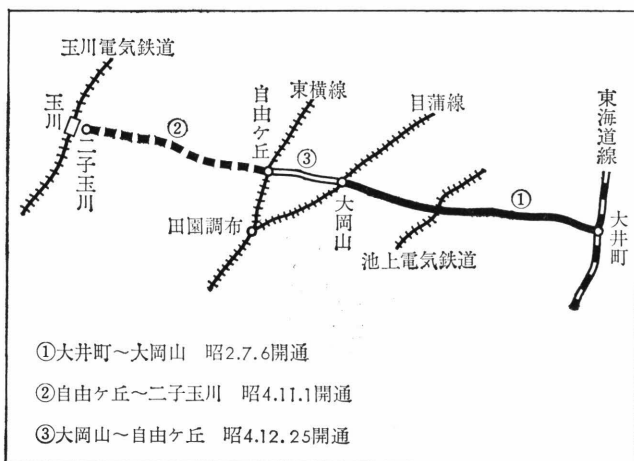 玉川電気鉄道
玉川
二子玉川
②
自由ケ丘
東横線
③
目蒲線
東海道線
田園調布
大岡山
池上電気鉄道
①
大井町
①大井町〜大岡山 昭2.7.6開通
②自由ケ丘〜二子玉川 昭4.11.1開通
③大岡山〜自由ケ丘 昭4.12.25開通